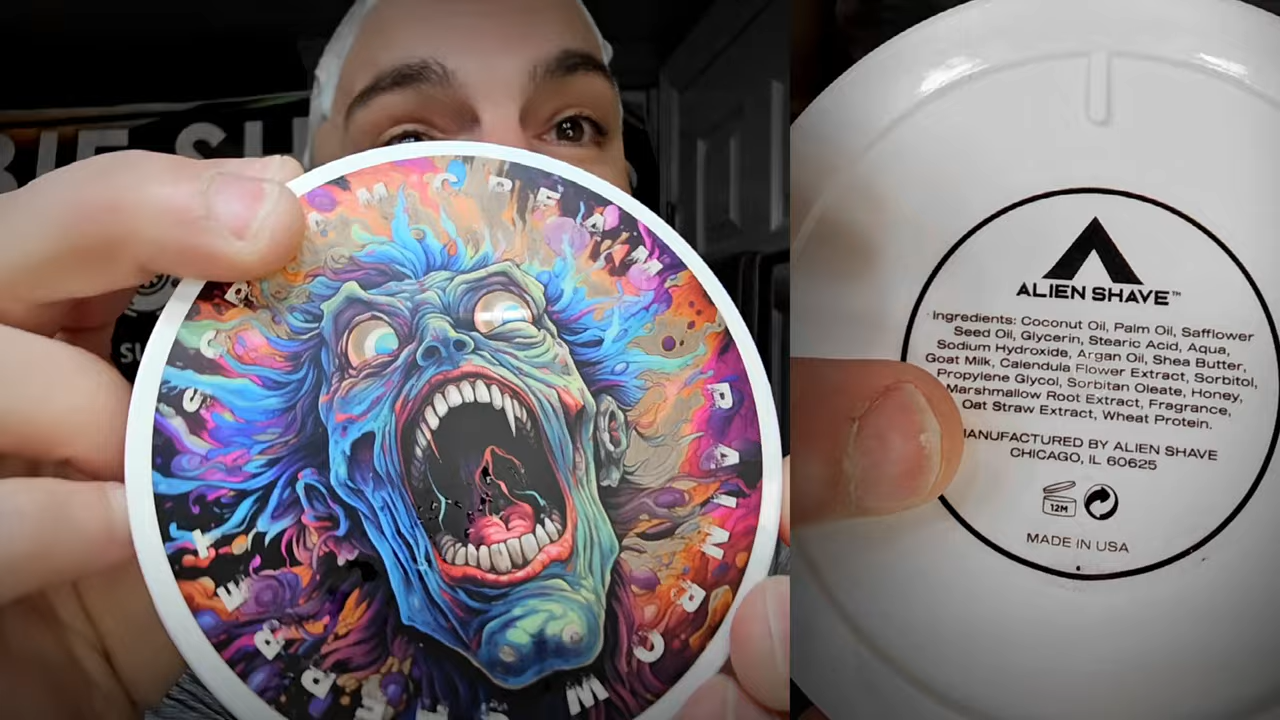 SCREAM CREAM
ALIEN SHAVE™
Ingredients: Coconut Oil, Palm Oil, Safflower
Seed Oil, Glycerin, Stearic Acid, Aqua,
Sodium Hydroxide, Argan Oil, Shea Butter,
Goat Milk, Calendula Flower Extract, Sorbitol,
Propylene Glycol, Sorbitan Oleate, Honey,
Marshmallow Root Extract, Fragrance,
Oat Straw Extract, Wheat Protein.
MANUFACTURED BY ALIEN SHAVE
CHICAGO, IL 60625
12M
MADE IN USA